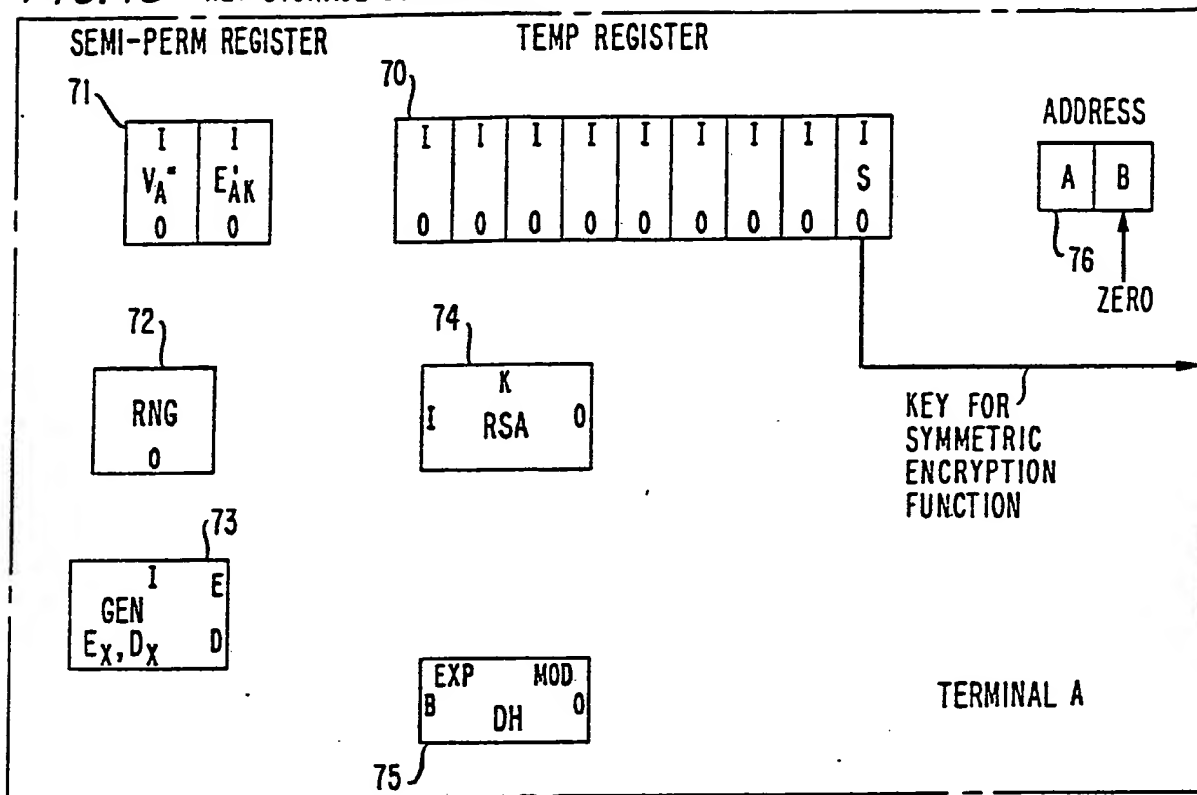 SEMI-PERM REGISTER
TEMP REGISTER
71
70
I I
V_A" E'_AK
0 0
I I I I I I I I I
S
0 0 0 0 0 0 0 0 0
ADDRESS
A B
76
ZERO
72
RNG
0
74
K
I RSA 0
KEY FOR
SYMMETRIC
ENCRYPTION
FUNCTION
73
I E
GEN
E_X, D_X D
EXP MOD
B 0
DH
75
TERMINAL A